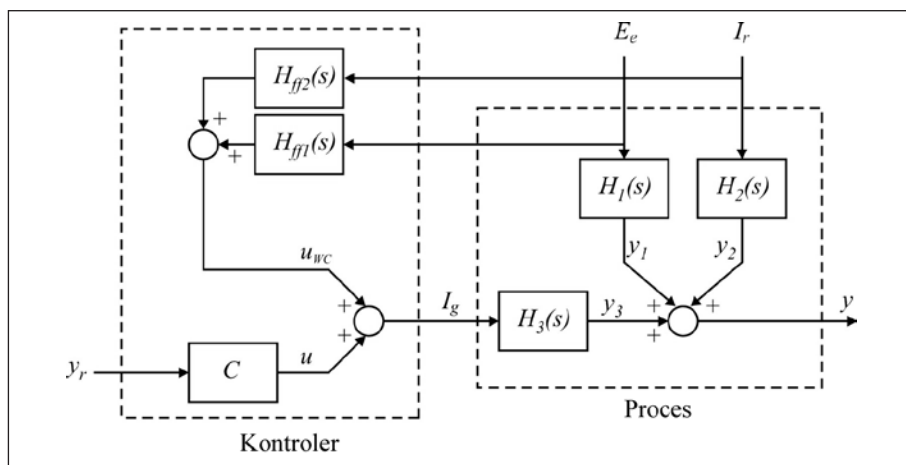 E_e I_r
H_ff2(s)
+
+ H_ff1(s)
H_1(s) H_2(s)
u_WC y_1 y_2
+ I_g + +
+ H_3(s) y_3 + y
y_r C u
Proces
Kontroler